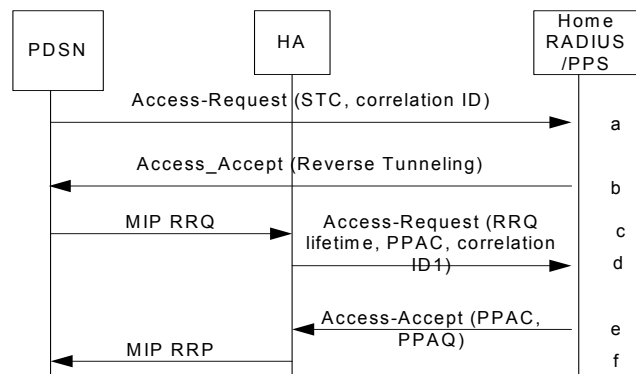 PDSN
HA
Home
RADIUS
/PPS
Access-Request (STC, correlation ID)
a
Access_Accept (Reverse Tunneling)
b
MIP RRQ
Access-Request (RRQ
lifetime, PPAC, correlation
ID1)
c
d
Access-Accept (PPAC,
PPAQ)
e
MIP RRP
f